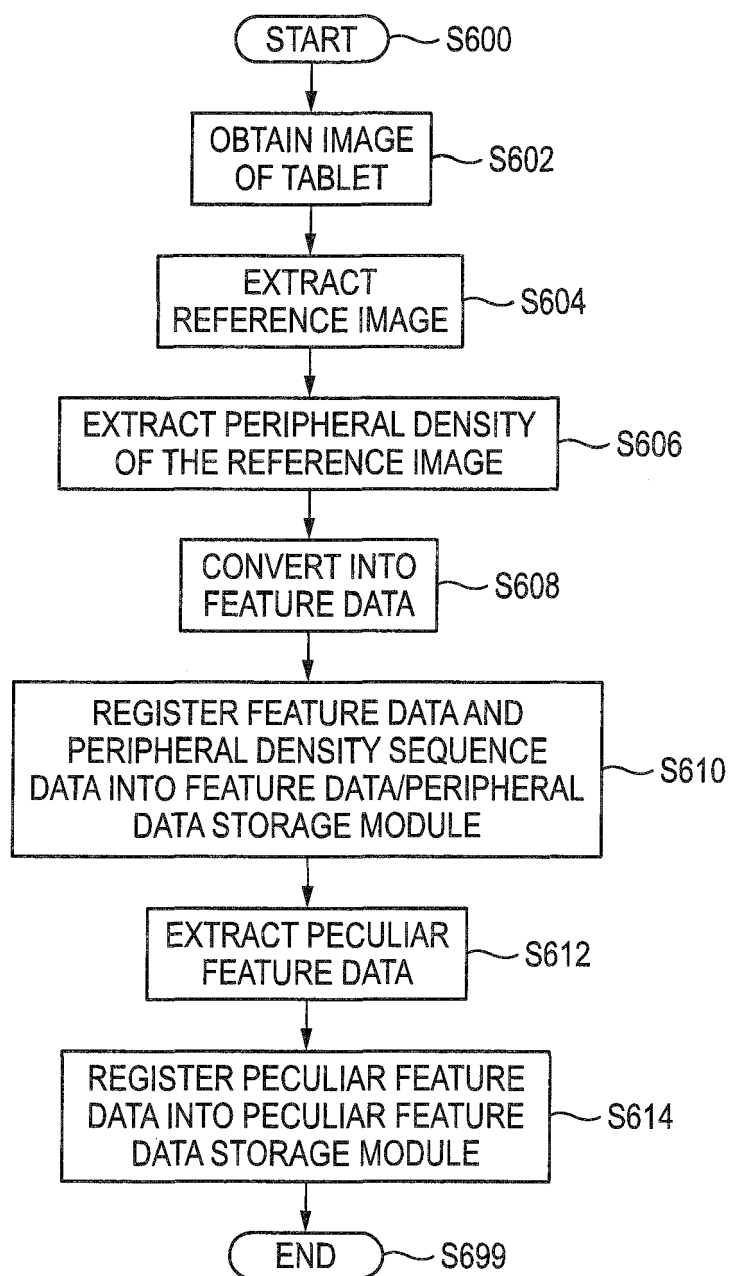 START
S600
OBTAIN IMAGE
OF TABLET
S602
EXTRACT
REFERENCE IMAGE
S604
EXTRACT PERIPHERAL DENSITY
OF THE REFERENCE IMAGE
S606
CONVERT INTO
FEATURE DATA
S608
REGISTER FEATURE DATA AND
PERIPHERAL DENSITY SEQUENCE
DATA INTO FEATURE DATA/PERIPHERAL
DATA STORAGE MODULE
S610
EXTRACT PECULIAR
FEATURE DATA
S612
REGISTER PECULIAR FEATURE
DATA INTO PECULIAR FEATURE
DATA STORAGE MODULE
S614
END
S699